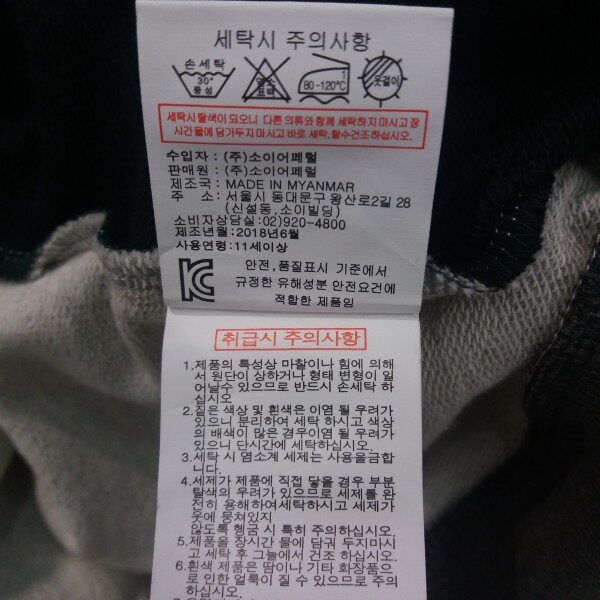 세탁시 주의사항
손세탁
30°
중성
염소
표백
1
80-120℃
옷걸이
세탁시 탈색이 되오니 다른 의류와 함께 세탁하지 마시고 장
시간 물에 담가두지 마시고 바로 세탁, 탈수건조하십시오.
수입자 : (주)소이어페럴
판매원 : (주)소이어페럴
제조국 : MADE IN MYANMAR
주 소 : 서울시 동대문구 왕산로2길 28
(신설동,소이빌딩)
소비자상담실:02)920-4800
제조년월:2018년6월
사용연령:11세이상
안전,품질표시 기준에서
규정한 유해성분 안전요건에
적합한 제품임
취급시 주의사항
1.제품의 특성상 마찰이나 힘에 의해
서 원단이 상하거나 형태 변형이 일
어날수 있으므로 반드시 손세탁 하
십시오
2.짙은 색상 및 흰색은 이염 될 우려가
있으니 분리하여 세탁 하시고 색상
의 배색이 많은 경우이염 될 우려가
있으니 단시간에 세탁하십시오.
3.세탁 시 염소계 세제는 사용을금합
니다.
4.세제가 제품에 직접 닿을 경우 부분
탈색의 우려가 있으므로 세제를 완
전히 용해하여세탁하시고 세제가
옷에 뭉쳐있지
않도록 헹굼 시 특히 주의하십시오.
5.제품을 장시간 물에 담궈 두지마시
고 세탁 후 그늘에서 건조 하십시오.
6.흰색 제품은 땀이나 기타 화장품으
로 인한 얼룩이 질 수 있으므로 주의
하십시오